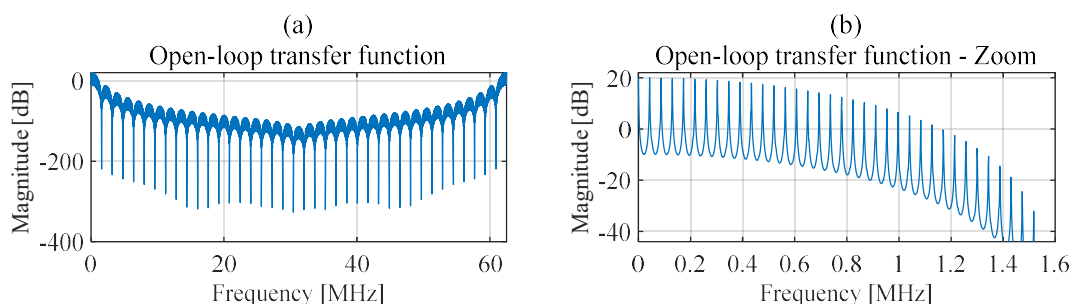 (a)
Open-loop transfer function
0
-200
-400
Magnitude [dB]
0
20
40
60
Frequency [MHz]
(b)
Open-loop transfer function - Zoom
20
0
-20
-40
Magnitude [dB]
0
0.2
0.4
0.6
0.8
1
1.2
1.4
1.6
Frequency [MHz]